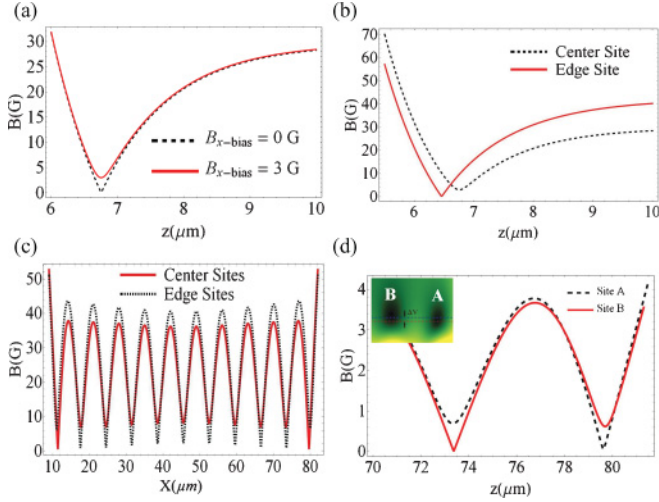 (a)
30
25
20
15
10
5
0
B(G)
B x-bias = 0 G
B x-bias = 3 G
6 7 8 9 10
z(μm)
(b)
70
60
50
40
30
20
10
0
B(G)
Center Site
Edge Site
6 7 8 9 10
z(μm)
(c)
50
40
30
20
10
0
B(G)
Center Sites
Edge Sites
10 20 30 40 50 60 70 80
X(μm)
(d)
4
3
2
1
0
B(G)
B A
Site A
Site B
70 72 74 76 78 80
z(μm)